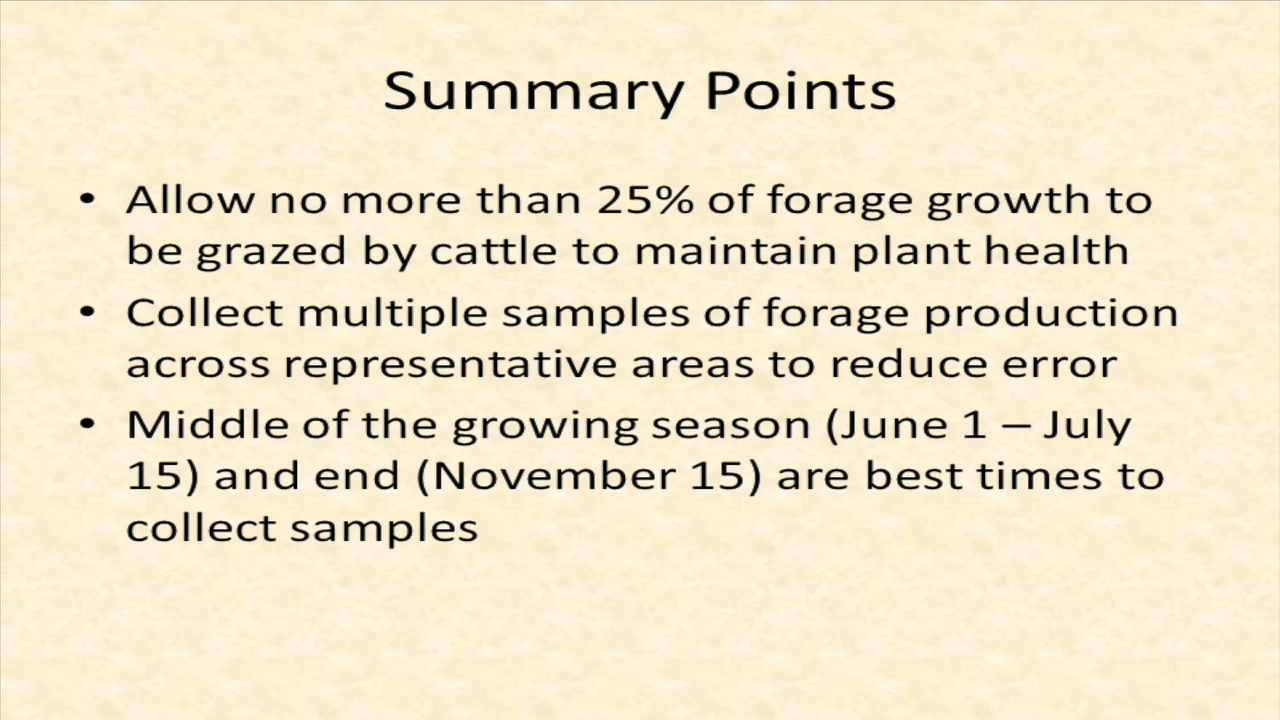 Summary Points
• Allow no more than 25% of forage growth to
be grazed by cattle to maintain plant health
• Collect multiple samples of forage production
across representative areas to reduce error
• Middle of the growing season (June 1 – July
15) and end (November 15) are best times to
collect samples